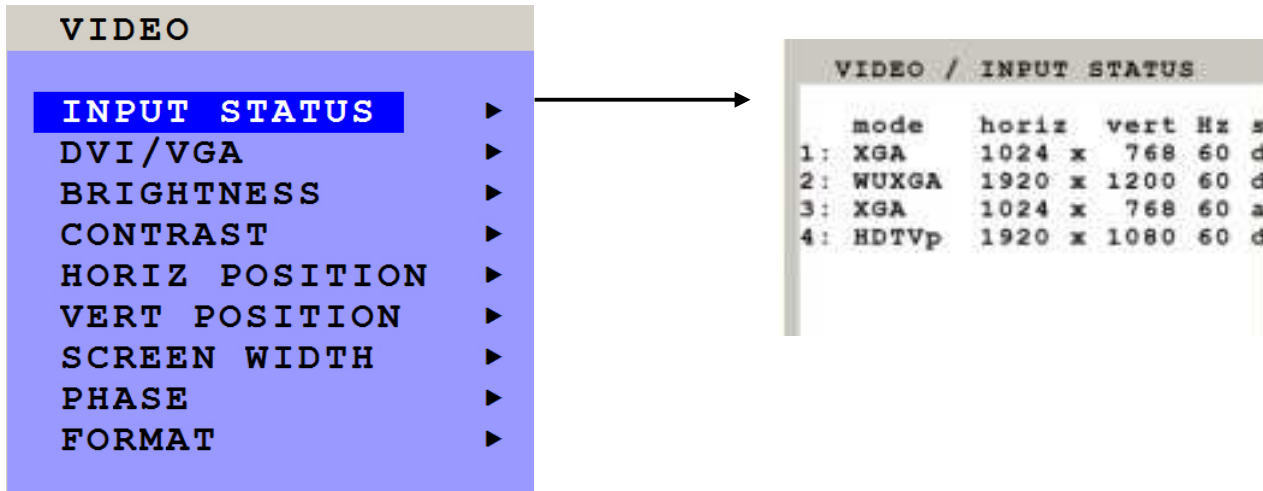 VIDEO
INPUT STATUS ►
DVI/VGA ►
BRIGHTNESS ►
CONTRAST ►
HORIZ POSITION ►
VERT POSITION ►
SCREEN WIDTH ►
PHASE ►
FORMAT ►
VIDEO / INPUT STATUS
mode horiz vert Hz s
1: XGA 1024 x 768 60 d
2: WUXGA 1920 x 1200 60 d
3: XGA 1024 x 768 60 a
4: HDTVp 1920 x 1080 60 d